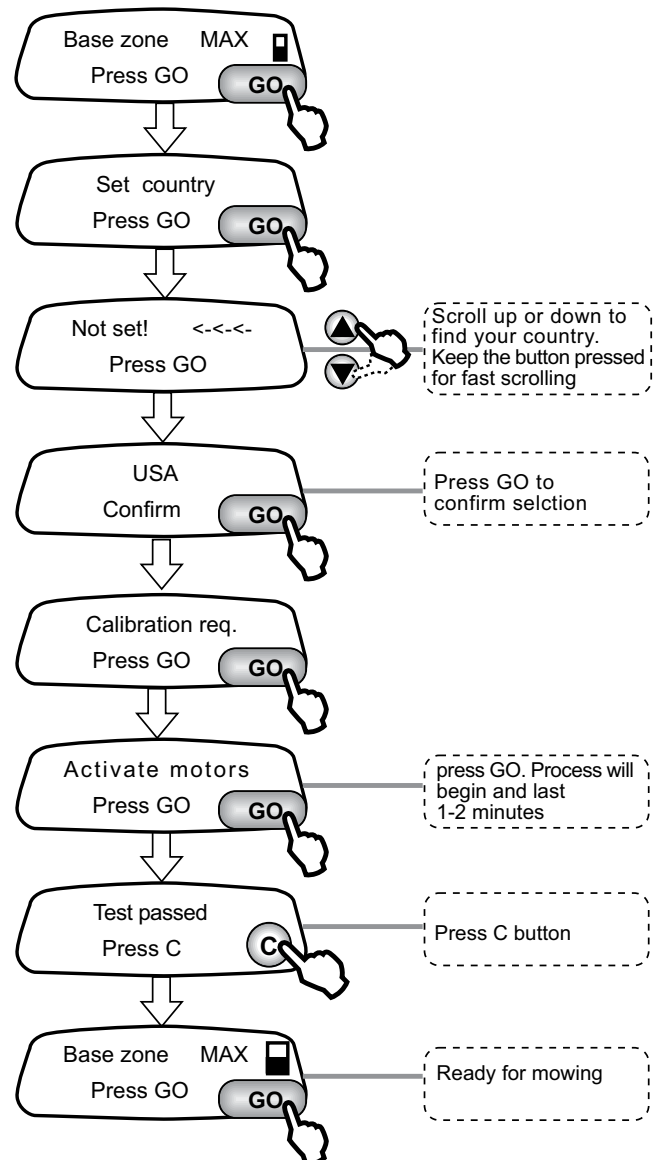 Base zone MAX
Press GO GO
Set country
Press GO GO
Not set! <-<-<-
Press GO
Scroll up or down to
find your country.
Keep the button pressed
for fast scrolling
USA
Confirm GO
Press GO to
confirm selction
Calibration req.
Press GO GO
Activate motors
Press GO GO
press GO. Process will
begin and last
1-2 minutes
Test passed
Press C C
Press C button
Base zone MAX
Press GO GO
Ready for mowing